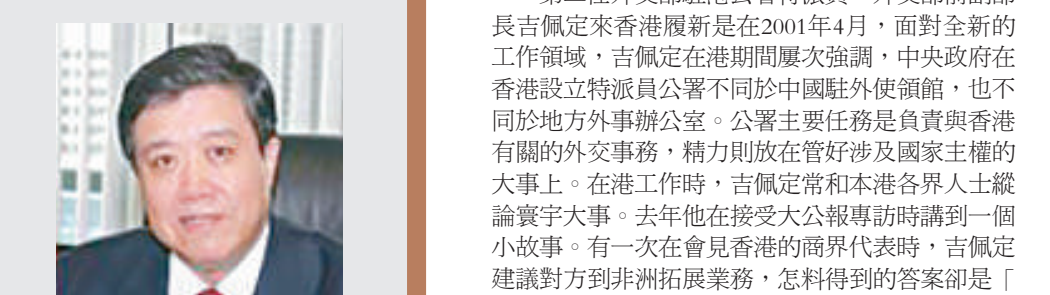 長吉佩定來香港履新是在2001年4月，面對全新的
工作領域，吉佩定在港期間屢次強調，中央政府在
香港設立特派員公署不同於中國駐外使領館，也不
同於地方外事辦公室。公署主要任務是負責與香港
有關的外交事務，精力則放在管好涉及國家主權的
大事上。在港工作時，吉佩定常和本港各界人士縱
論寰宇大事。去年他在接受大公報專訪時講到一個
小故事。有一次在會見香港的商界代表時，吉佩定
建議對方到非洲拓展業務，怎料得到的答案卻是「